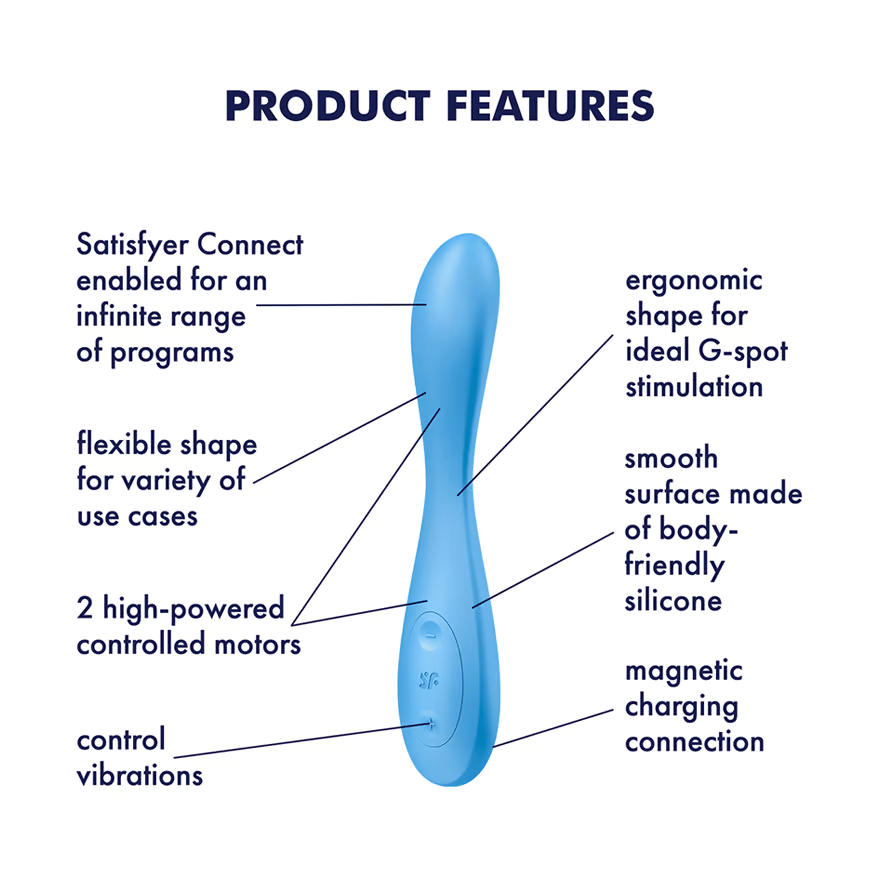 PRODUCT FEATURES
Satisfyer Connect
enabled for an
infinite range
of programs
flexible shape
for variety of
use cases
2 high-powered
controlled motors
control
vibrations
ergonomic
shape for
ideal G-spot
stimulation
smooth
surface made
of body-
friendly
silicone
magnetic
charging
connection
-
sf.
+